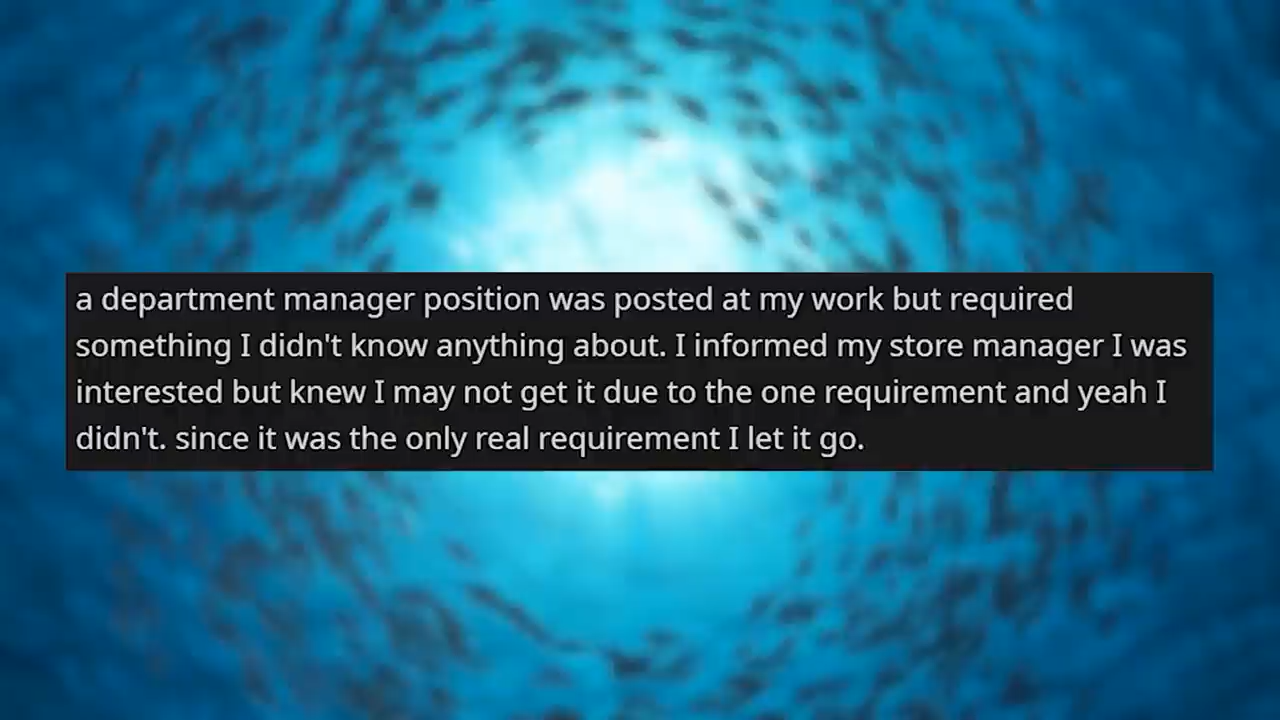 a department manager position was posted at my work but required
something I didn't know anything about. I informed my store manager I was
interested but knew I may not get it due to the one requirement and yeah I
didn't. since it was the only real requirement I let it go.